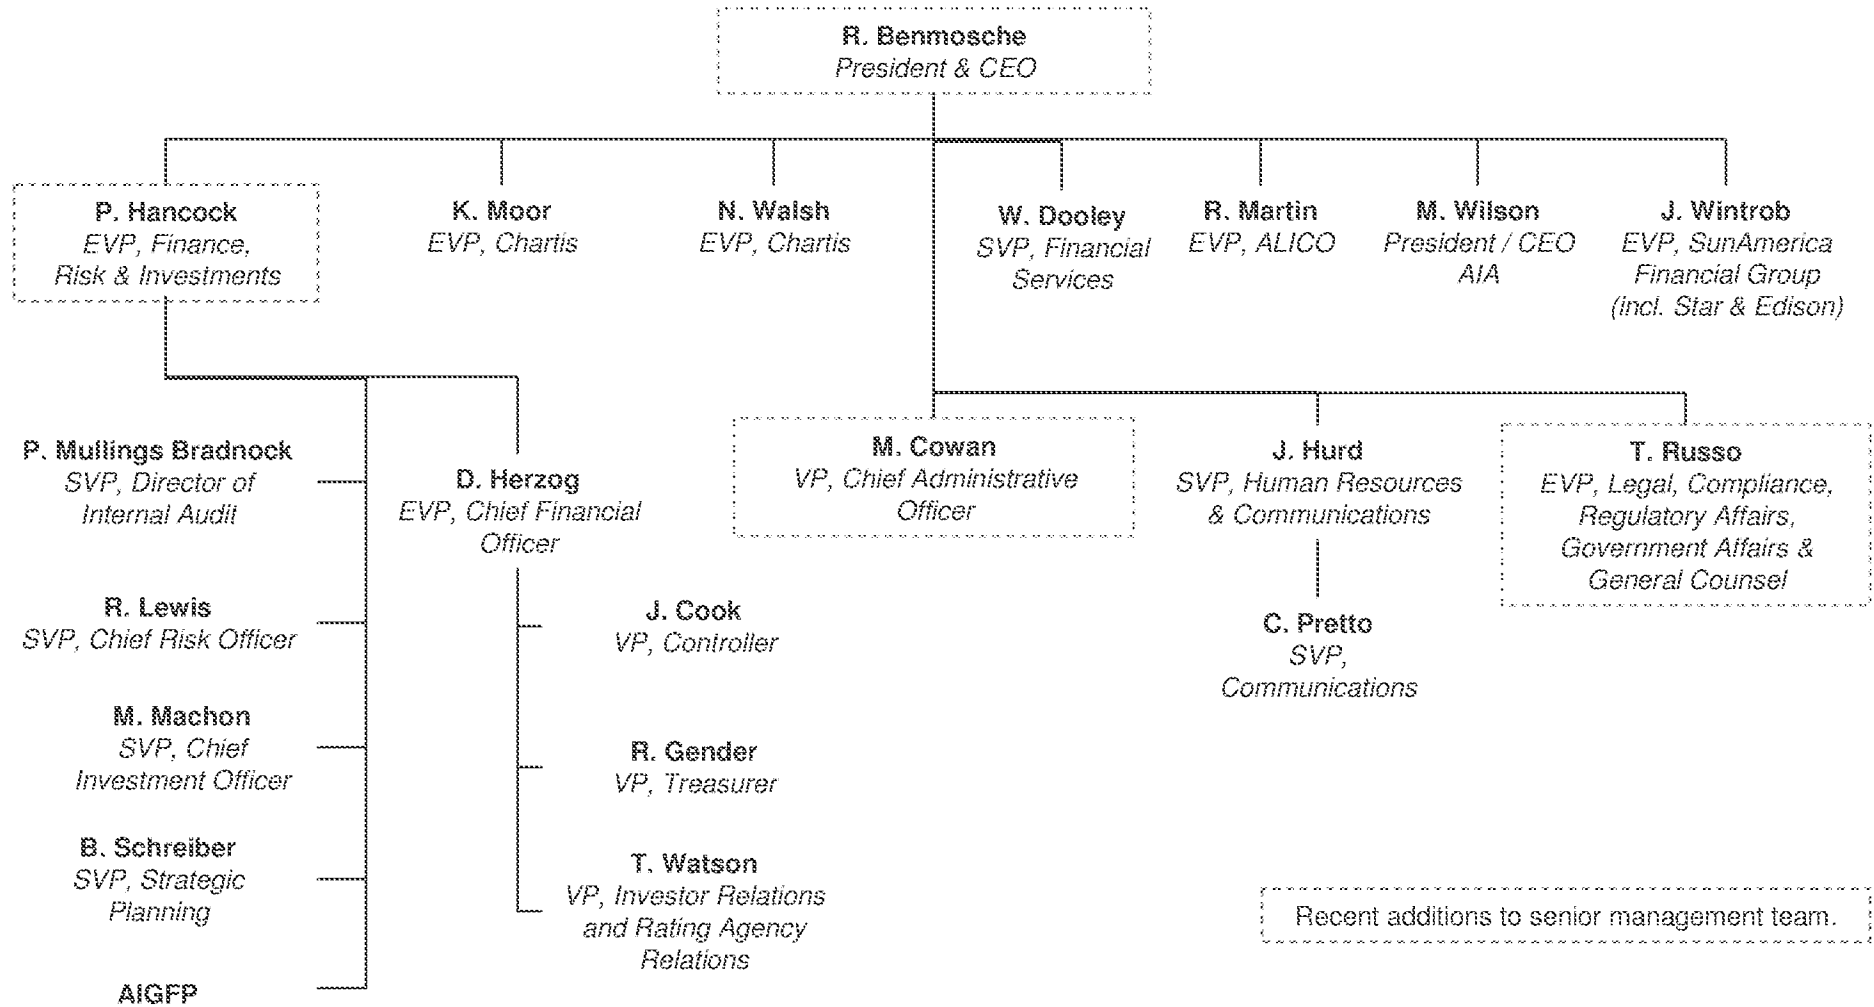 R. Benmosche
President & CEO
P. Hancock
EVP, Finance,
Risk & Investments
K. Moor
EVP, Chartis
N. Walsh
EVP, Chartis
W. Dooley
SVP, Financial
Services
R. Martin
EVP, ALICO
M. Wilson
President / CEO
AIA
J. Wintrob
EVP, SunAmerica
Financial Group
(incl. Star & Edison)
P. Mullings Bradnock
SVP, Director of
Internal Audit
R. Lewis
SVP, Chief Risk Officer
M. Machon
SVP, Chief
Investment Officer
B. Schreiber
SVP, Strategic
Planning
AIGFP
D. Herzog
EVP, Chief Financial
Officer
J. Cook
VP, Controller
R. Gender
VP, Treasurer
T. Watson
VP, Investor Relations
and Rating Agency
Relations
M. Cowan
VP, Chief Administrative
Officer
J. Hurd
SVP, Human Resources
& Communications
C. Pretto
SVP,
Communications
T. Russo
EVP, Legal, Compliance,
Regulatory Affairs,
Government Affairs &
General Counsel
Recent additions to senior management team.